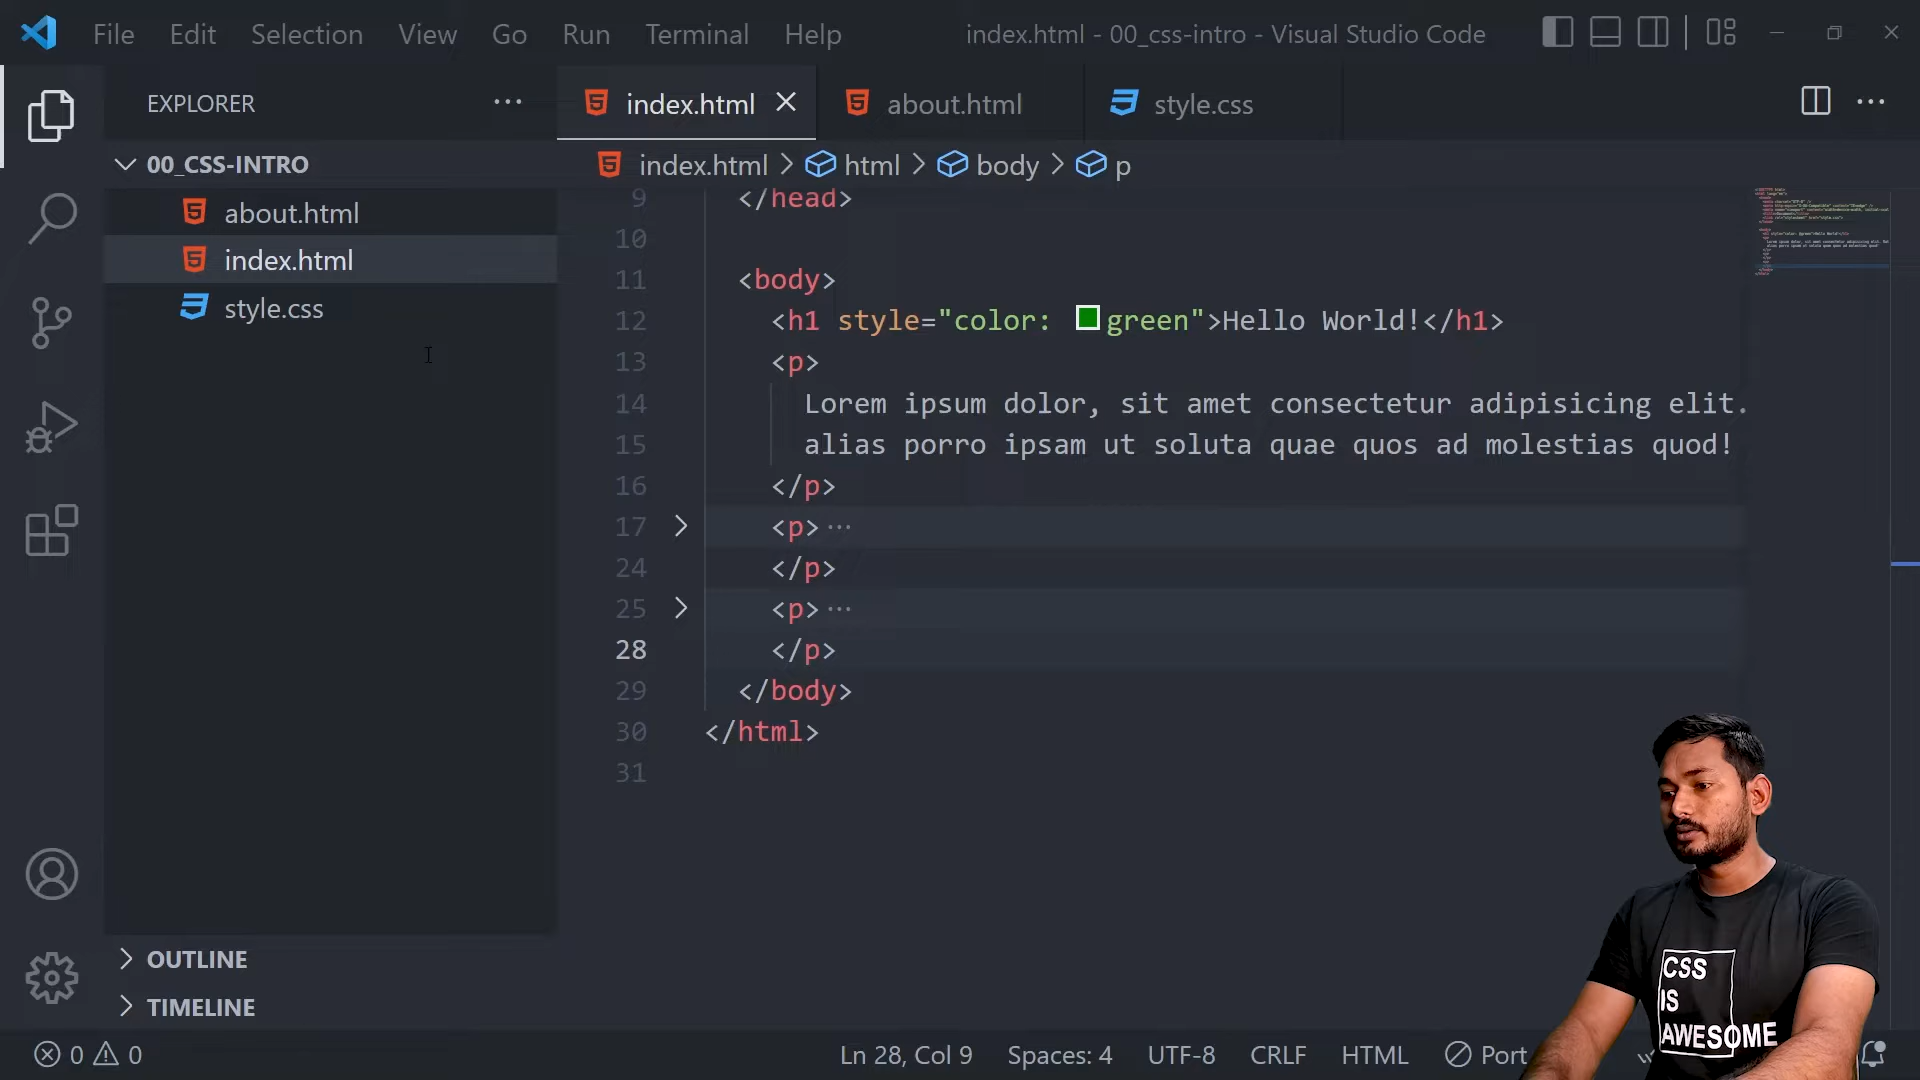 File Edit Selection View Go Run Terminal Help index.html - 00_css-intro - Visual Studio Code
EXPLORER ···
index.html about.html style.css
00_CSS-INTRO
about.html
index.html
style.css
index.html > html > body > p
9 </head>
10
11 <body>
12 <h1 style="color: green">Hello World!</h1>
13 <p>
14 Lorem ipsum dolor, sit amet consectetur adipisicing elit.
15 alias porro ipsam ut soluta quae quos ad molestias quod!
16 </p>
17 <p>···
24 </p>
25 <p>···
28 </p>
29 </body>
30 </html>
31
OUTLINE
TIMELINE
0 0 Ln 28, Col 9 Spaces: 4 UTF-8 CRLF HTML Port
CSS
IS
AWESOME